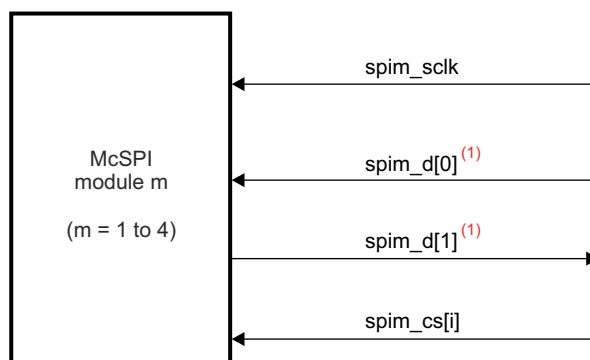 spim_sclk
spim_d[0](1)
McSPI
module m
(m = 1 to 4)
spim_d[1](1)
spim_cs[i]